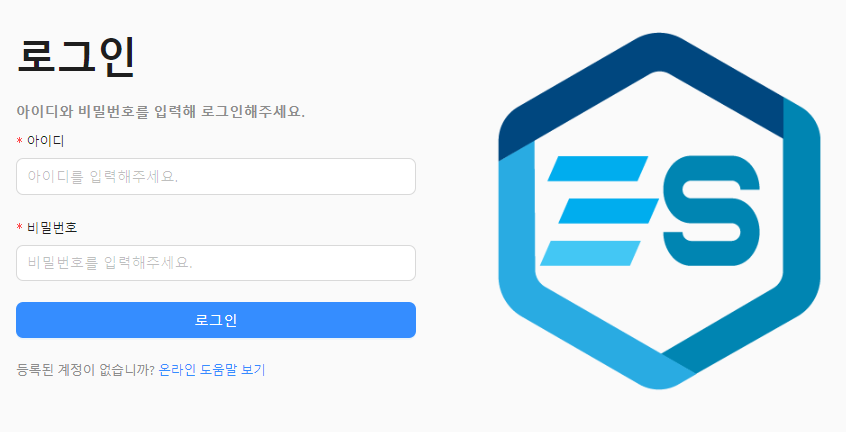 로그인
아이디와 비밀번호를 입력해 로그인해주세요.
* 아이디
아이디를 입력해주세요.
* 비밀번호
비밀번호를 입력해주세요.
로그인
등록된 계정이 없습니까? 온라인 도움말 보기
ES